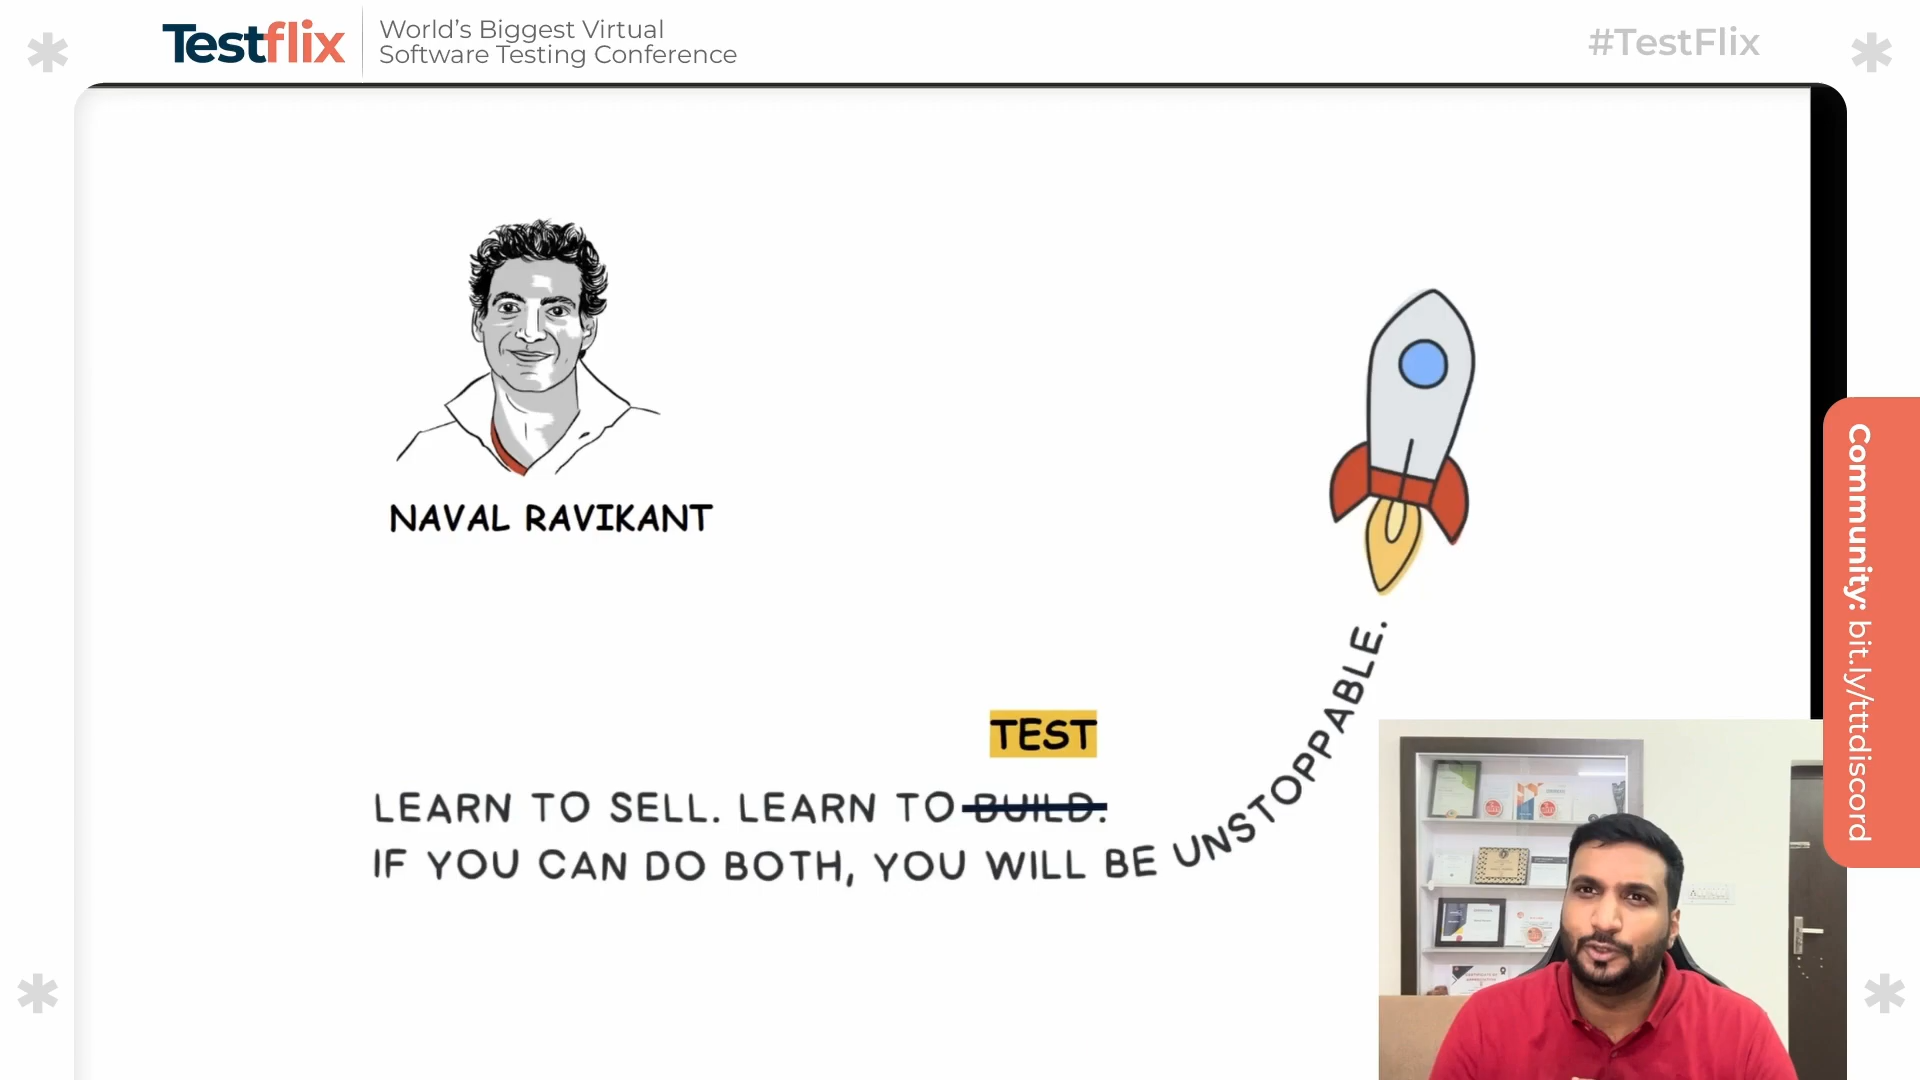 Testflix
World's Biggest Virtual
Software Testing Conference
#TestFlix
NAVAL RAVIKANT
TEST
LEARN TO SELL. LEARN TO BUILD.
IF YOU CAN DO BOTH, YOU WILL BE UNSTOPPABLE.
Community: bit.ly/tttdiscord